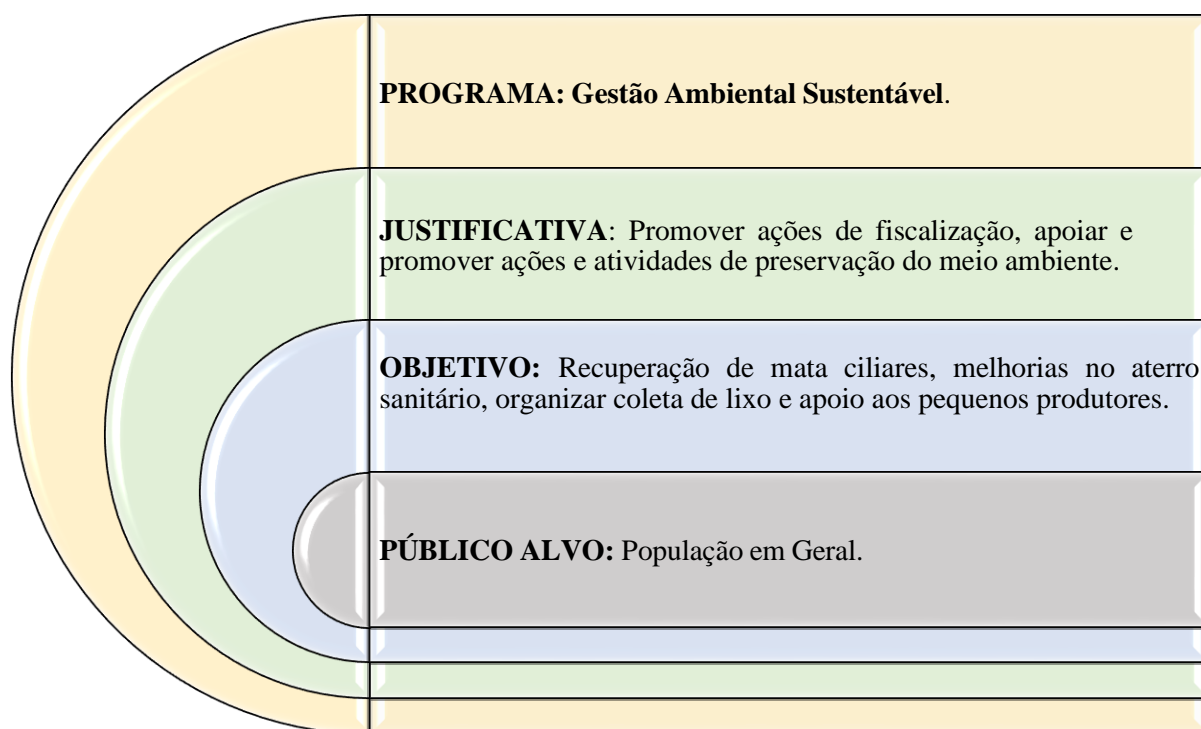 PROGRAMA: Gestão Ambiental Sustentável.
JUSTIFICATIVA: Promover ações de fiscalização, apoiar e
promover ações e atividades de preservação do meio ambiente.
OBJETIVO: Recuperação de mata ciliares, melhorias no aterro
sanitário, organizar coleta de lixo e apoio aos pequenos produtores.
PÚBLICO ALVO: População em Geral.